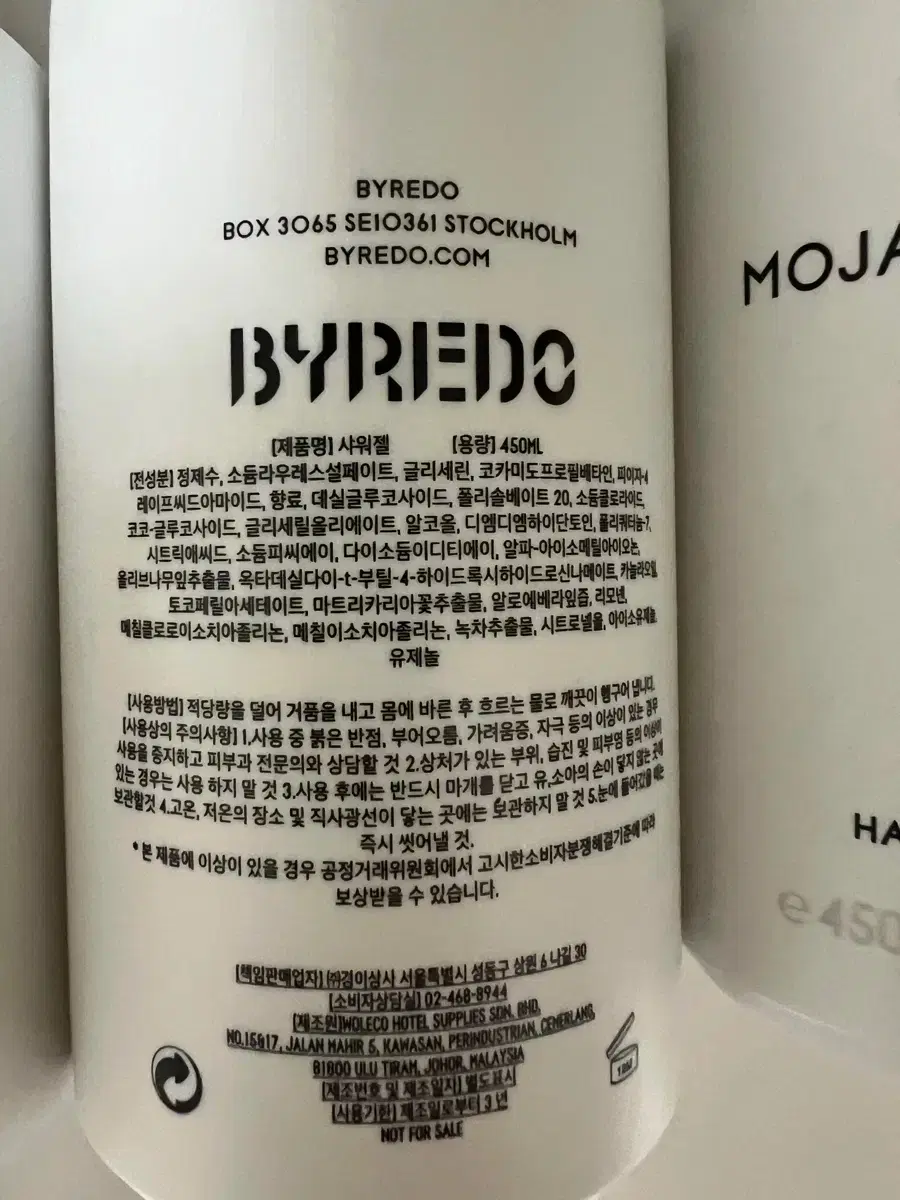 BYREDO
BOX 3O65 SE1O361 STOCKHOLM
BYREDO.COM
BYREDO
[제품명] 샤워젤 [용량] 450ML
[전성분] 정제수, 소듐라우레스설페이트, 글리세린, 코카미도프로필베타인, 피이지-4
레이프씨드아마이드, 향료, 데실글루코사이드, 폴리솔베이트 20, 소듐클로라이드,
코코-글루코사이드, 글리세릴올리에이트, 알코올, 디엠디엠하이단토인, 폴리쿼터늄-7,
시트릭애씨드, 소듐피씨에이, 다이소듐이디티에이, 알파-아이소메틸아이오논,
올리브나무잎추출물, 옥타데실다이-t-부틸-4-하이드록시하이드로신나메이트, 카놀라오일,
토코페릴아세테이트, 마트리카리아꽃추출물, 알로에베라잎즙, 리모넨,
메칠클로로이소치아졸리논, 메칠이소치아졸리논, 녹차추출물, 시트로넬올, 아이소유제놀,
유제놀
[사용방법] 적당량을 덜어 거품을 내고 몸에 바른 후 흐르는 물로 깨끗이 헹구어 냅니다.
[사용상의 주의사항] 1.사용 중 붉은 반점, 부어오름, 가려움증, 자극 등의 이상이 있는 경우
사용을 중지하고 피부과 전문의와 상담할 것 2.상처가 있는 부위, 습진 및 피부염 등의 이상이
있는 경우는 사용 하지 말 것 3.사용 후에는 반드시 마개를 닫고 유,소아의 손이 닿지 않는 곳에
보관할것 4.고온, 저온의 장소 및 직사광선이 닿는 곳에는 보관하지 말 것 5.눈에 들어갔을 때는
즉시 씻어낼 것.
* 본 제품에 이상이 있을 경우 공정거래위원회에서 고시한소비자분쟁해결기준에 따라
보상받을 수 있습니다.
[책임판매업자] ㈜경이상사 서울특별시 성동구 상원 6 나길 30
[소비자상담실] 02-468-8944
[제조원]WOLECO HOTEL SUPPLIES SDN. BHD.
NO.15&17, JALAN MAHIR 5, KAWASAN, PERINDUSTRIAN, CEMERLANG,
81800 ULU TIRAM, JOHOR, MALAYSIA
[제조번호 및 제조일자] 별도표시
[사용기한] 제조일로부터 3 년
NOT FOR SALE
MOJA
HA
e 450